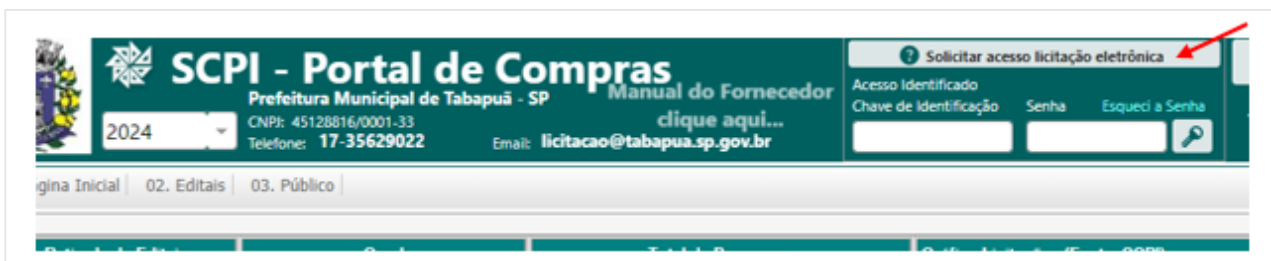 SCPI - Portal de Compras
Prefeitura Municipal de Tabapuã - SP
CNPJ: 45128816/0001-33
Telefone: 17-35629022 Email: licitacao@tabapua.sp.gov.br
2024
Manual do Fornecedor
clique aqui...
? Solicitar acesso licitação eletrônica
Acesso Identificado
Chave de Identificação Senha Esqueci a Senha
Inicial 02. Editais 03. Público